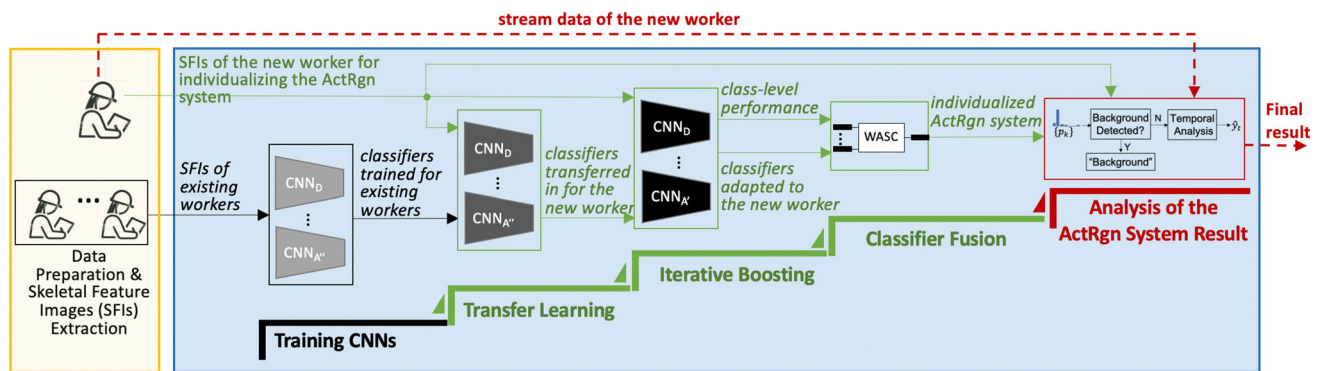 stream data of the new worker
SFIs of the new worker for
individualizing the ActRgn
system
SFIs of
existing
workers
CNN_D
⋮
CNN_A''
classifiers
trained for
existing
workers
CNN_D
⋮
CNN_A''
classifiers
transferred
in for the
new worker
CNN_D
⋮
CNN_A'
class-level
performance
classifiers
adapted to
the new worker
WASC
individualized
ActRgn system
{p_k}
Background
Detected?
N
Temporal
Analysis
ŷ_t
Y
"Background"
Final
result
Data
Preparation &
Skeletal Feature
Images (SFIs)
Extraction
Training CNNs
Transfer Learning
Iterative Boosting
Classifier Fusion
Analysis of the
ActRgn System Result